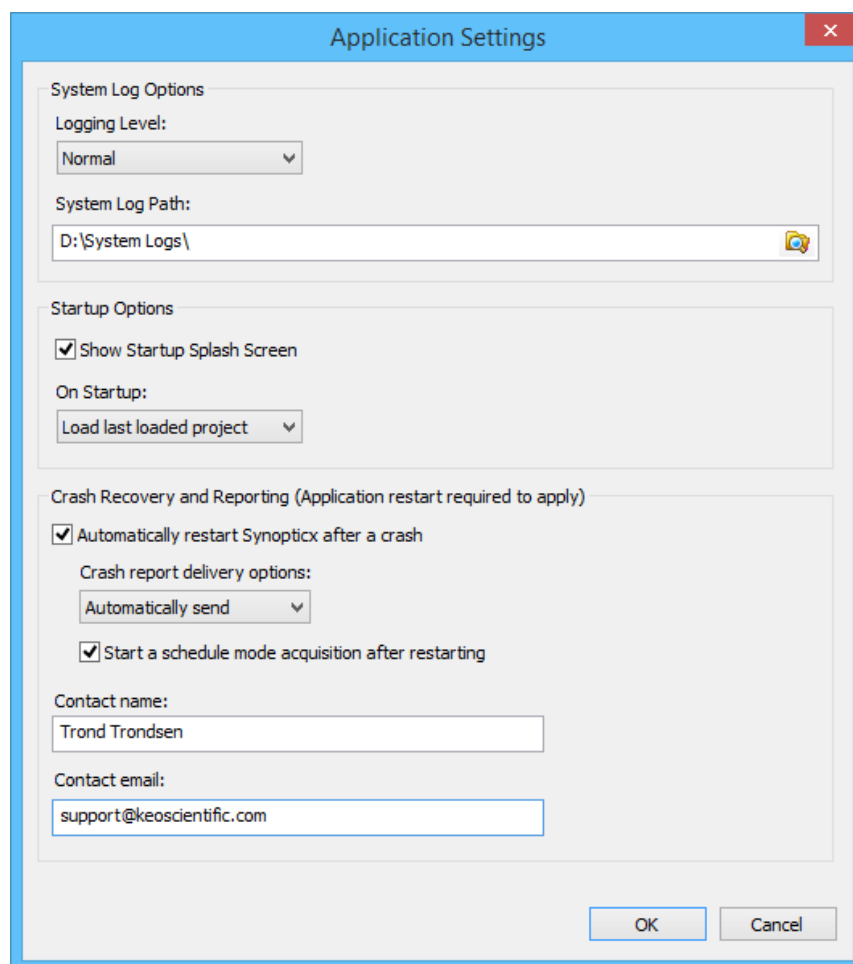 Application Settings
System Log Options
Logging Level:
Normal
System Log Path:
D:\System Logs\
Startup Options
Show Startup Splash Screen
On Startup:
Load last loaded project
Crash Recovery and Reporting (Application restart required to apply)
Automatically restart Synopticx after a crash
Crash report delivery options:
Automatically send
Start a schedule mode acquisition after restarting
Contact name:
Trond Trondsen
Contact email:
support@keoscientific.com
OK Cancel